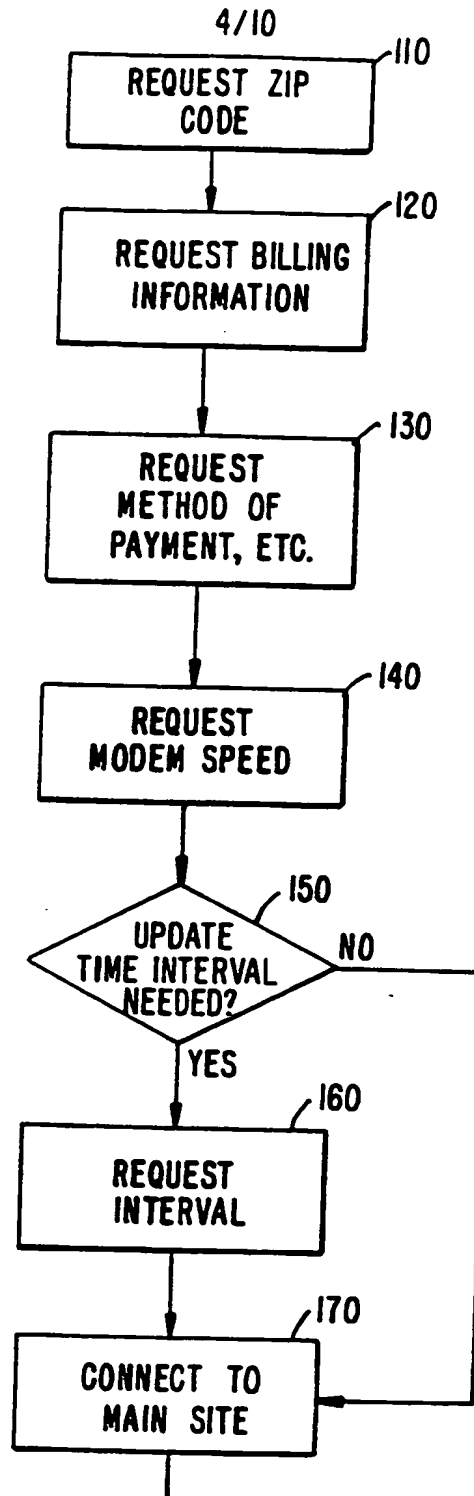 4/10
110
REQUEST ZIP
CODE
120
REQUEST BILLING
INFORMATION
130
REQUEST
METHOD OF
PAYMENT, ETC.
140
REQUEST
MODEM SPEED
150
UPDATE
TIME INTERVAL
NEEDED?
NO
YES
160
REQUEST
INTERVAL
170
CONNECT TO
MAIN SITE